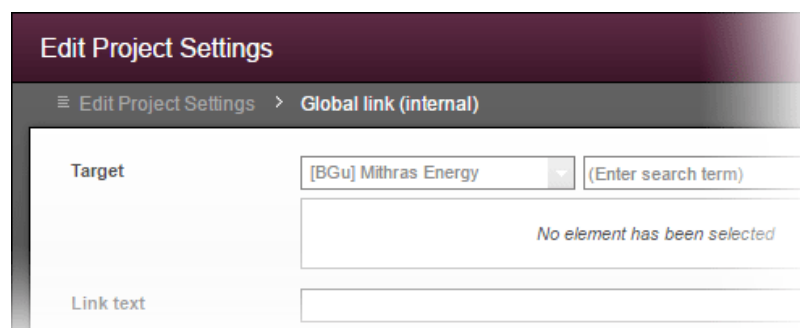 Edit Project Settings
Edit Project Settings > Global link (internal)
Target [BGu] Mithras Energy (Enter search term)
No element has been selected
Link text